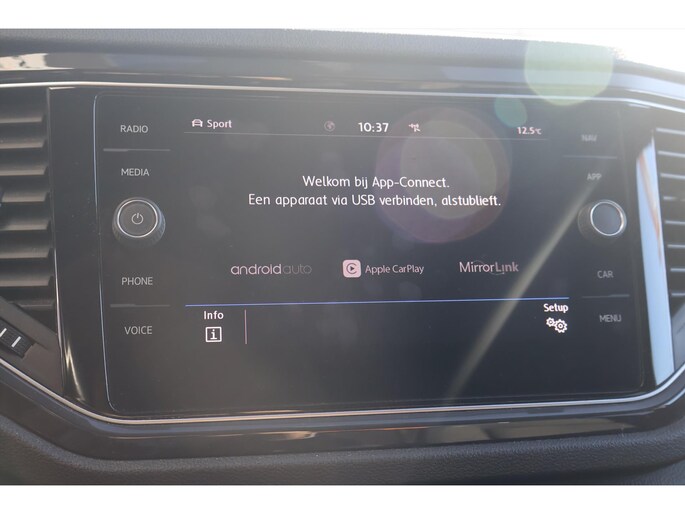 RADIO
MEDIA
PHONE
VOICE
Sport 10:37 12.5°C
Welkom bij App-Connect.
Een apparaat via USB verbinden, alstublieft.
androidauto Apple CarPlay MirrorLink
Info Setup
NAV
APP
CAR
MENU